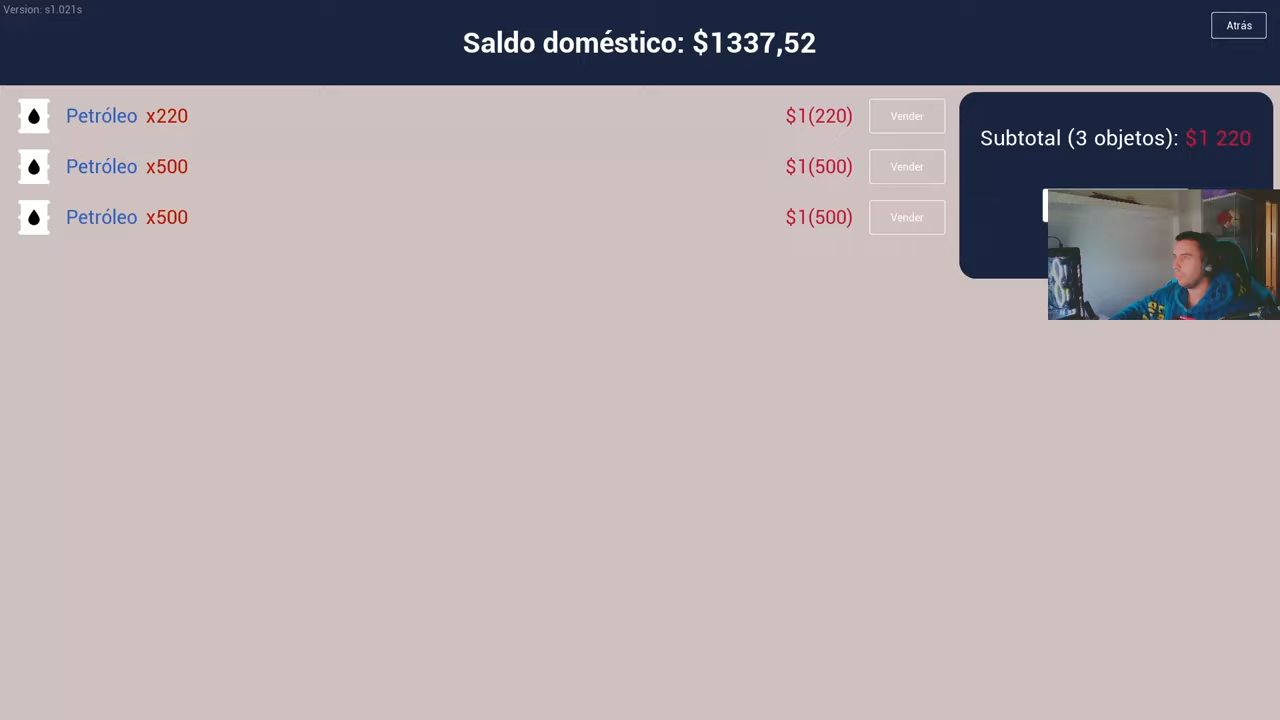 Version: s1.021s
Saldo doméstico: $1337,52
Atrás
Petróleo x220 $1(220) Vender
Petróleo x500 $1(500) Vender
Petróleo x500 $1(500) Vender
Subtotal (3 objetos): $1 220